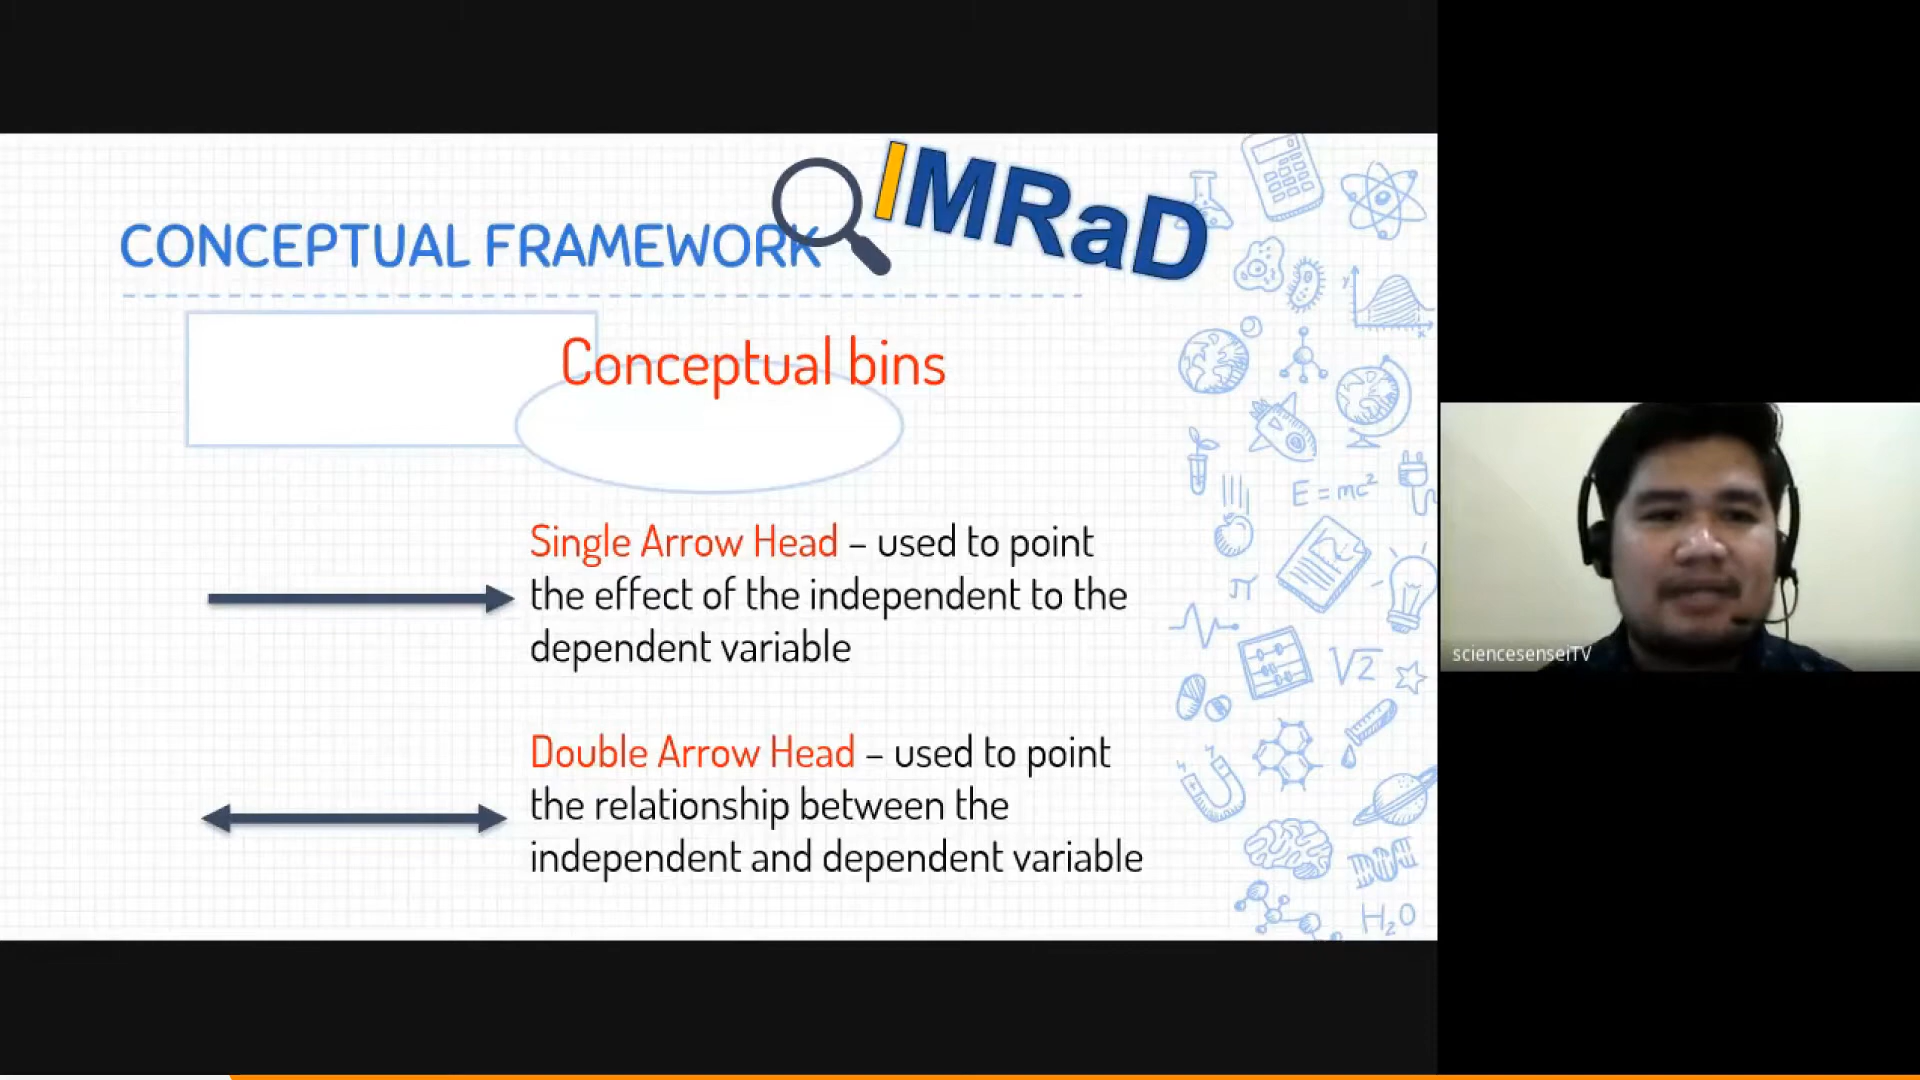 IMRaD
CONCEPTUAL FRAMEWORK
Conceptual bins
Single Arrow Head – used to point
the effect of the independent to the
dependent variable
Double Arrow Head – used to point
the relationship between the
independent and dependent variable
y
x
E=mc²
π
√2
H₂O
sciencesenseiTV